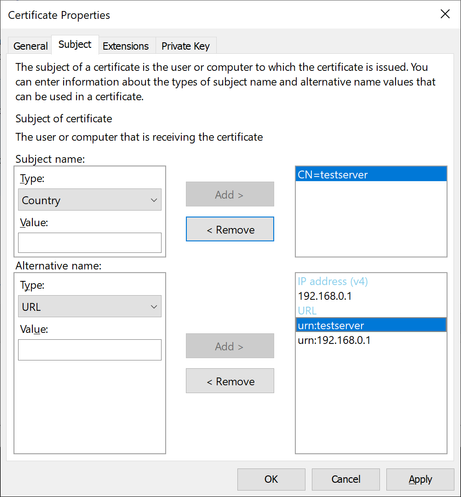 Certificate Properties
General Subject Extensions Private Key
The subject of a certificate is the user or computer to which the certificate is issued. You
can enter information about the types of subject name and alternative name values that
can be used in a certificate.
Subject of certificate
The user or computer that is receiving the certificate
Subject name:
Type:
Country
Value:
Add >
< Remove
CN=testserver
Alternative name:
Type:
URL
Value:
Add >
< Remove
IP address (v4)
192.168.0.1
URL
urn:testserver
urn:192.168.0.1
OK Cancel Apply